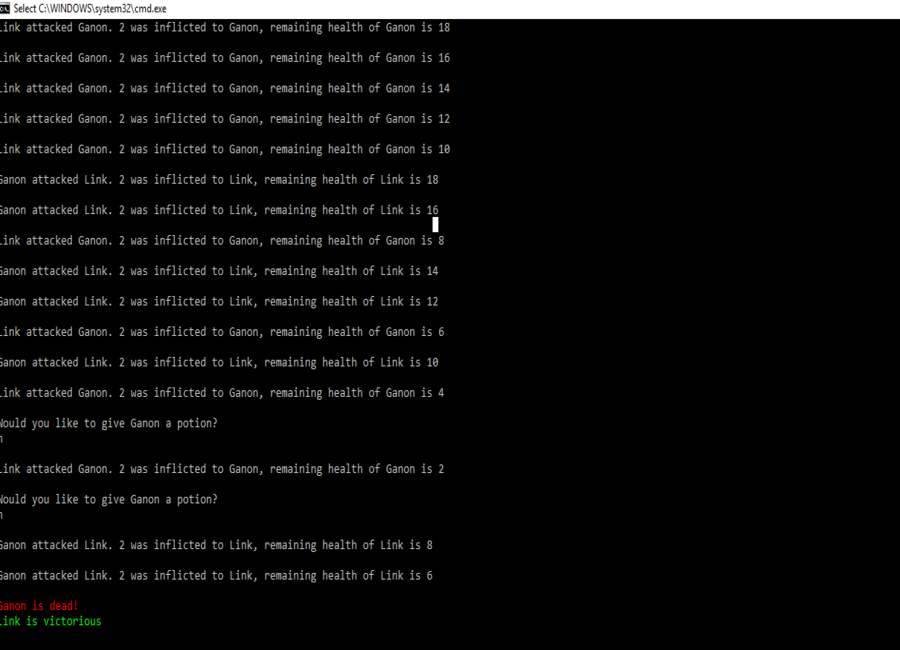 Select C:\WINDOWS\system32\cmd.exe
Link attacked Ganon. 2 was inflicted to Ganon, remaining health of Ganon is 18
Link attacked Ganon. 2 was inflicted to Ganon, remaining health of Ganon is 16
Link attacked Ganon. 2 was inflicted to Ganon, remaining health of Ganon is 14
Link attacked Ganon. 2 was inflicted to Ganon, remaining health of Ganon is 12
Link attacked Ganon. 2 was inflicted to Ganon, remaining health of Ganon is 10
Ganon attacked Link. 2 was inflicted to Link, remaining health of Link is 18
Ganon attacked Link. 2 was inflicted to Link, remaining health of Link is 16
Link attacked Ganon. 2 was inflicted to Ganon, remaining health of Ganon is 8
Ganon attacked Link. 2 was inflicted to Link, remaining health of Link is 14
Ganon attacked Link. 2 was inflicted to Link, remaining health of Link is 12
Link attacked Ganon. 2 was inflicted to Ganon, remaining health of Ganon is 6
Ganon attacked Link. 2 was inflicted to Link, remaining health of Link is 10
Link attacked Ganon. 2 was inflicted to Ganon, remaining health of Ganon is 4
Would you like to give Ganon a potion?
n
Link attacked Ganon. 2 was inflicted to Ganon, remaining health of Ganon is 2
Would you like to give Ganon a potion?
n
Ganon attacked Link. 2 was inflicted to Link, remaining health of Link is 8
Ganon attacked Link. 2 was inflicted to Link, remaining health of Link is 6
Ganon is dead!
Link is victorious